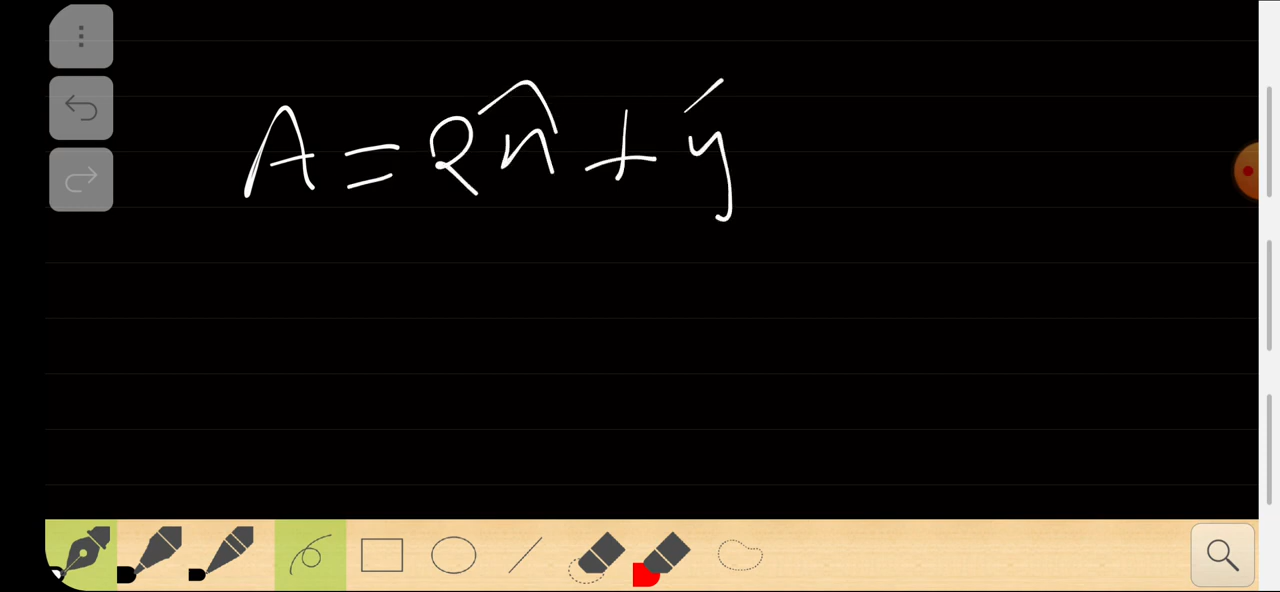 A = 2n̂ + ý